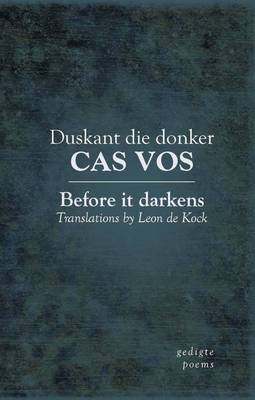 Duskant die donker
CAS VOS
Before it darkens
Translations by Leon de Kock
gedigte
poems